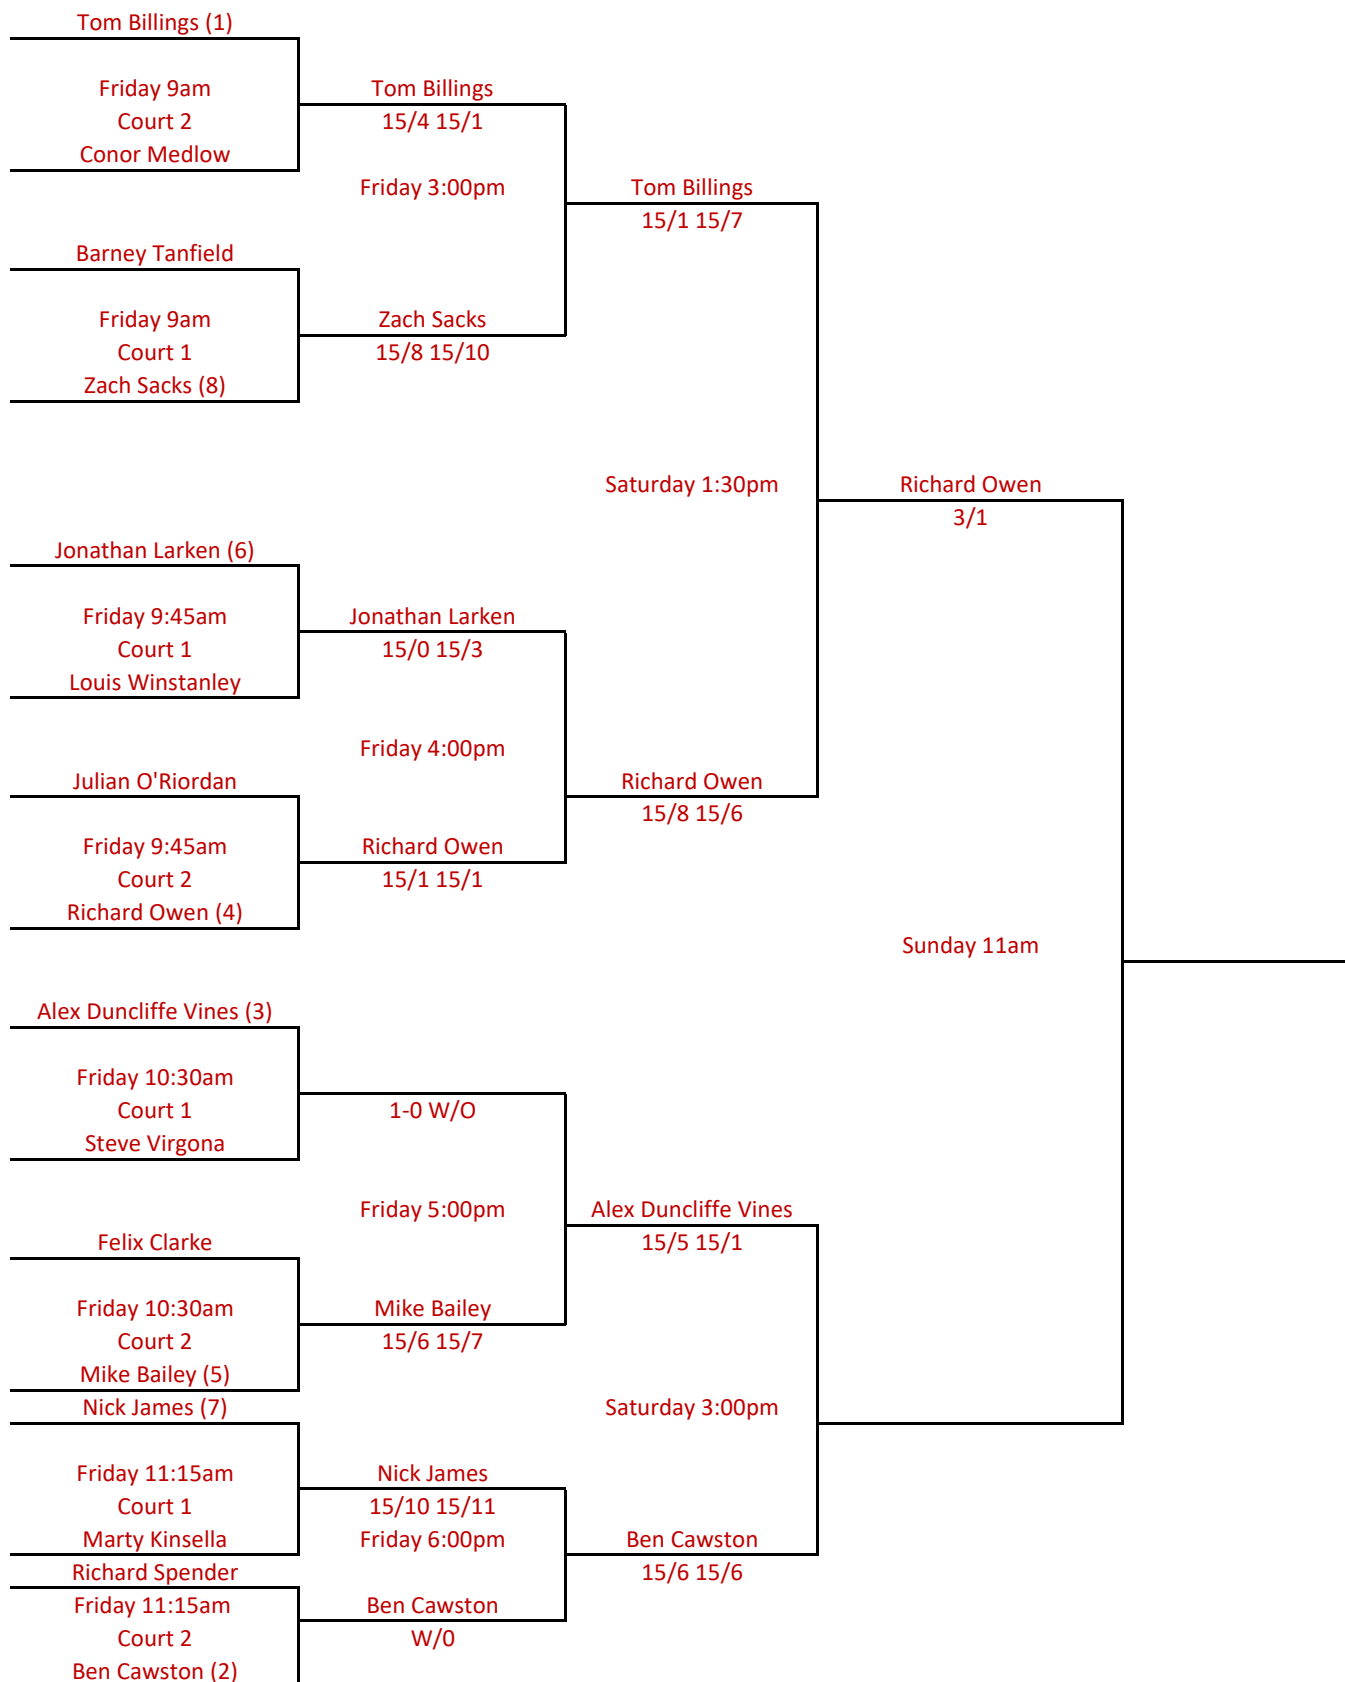 Tom Billings (1)
Friday 9am
Court 2
Conor Medlow
Tom Billings
15/4 15/1
Friday 3:00pm
Tom Billings
15/1 15/7
Barney Tanfield
Friday 9am
Court 1
Zach Sacks (8)
Zach Sacks
15/8 15/10
Saturday 1:30pm
Richard Owen
3/1
Jonathan Larken (6)
Friday 9:45am
Court 1
Louis Winstanley
Jonathan Larken
15/0 15/3
Friday 4:00pm
Richard Owen
15/8 15/6
Julian O'Riordan
Friday 9:45am
Court 2
Richard Owen (4)
Richard Owen
15/1 15/1
Sunday 11am
Alex Duncliffe Vines (3)
Friday 10:30am
Court 1
Steve Virgona
1-0 W/O
Friday 5:00pm
Alex Duncliffe Vines
15/5 15/1
Felix Clarke
Friday 10:30am
Court 2
Mike Bailey (5)
Mike Bailey
15/6 15/7
Saturday 3:00pm
Nick James (7)
Friday 11:15am
Court 1
Marty Kinsella
Nick James
15/10 15/11
Friday 6:00pm
Ben Cawston
15/6 15/6
Richard Spender
Friday 11:15am
Court 2
Ben Cawston (2)
Ben Cawston
W/0